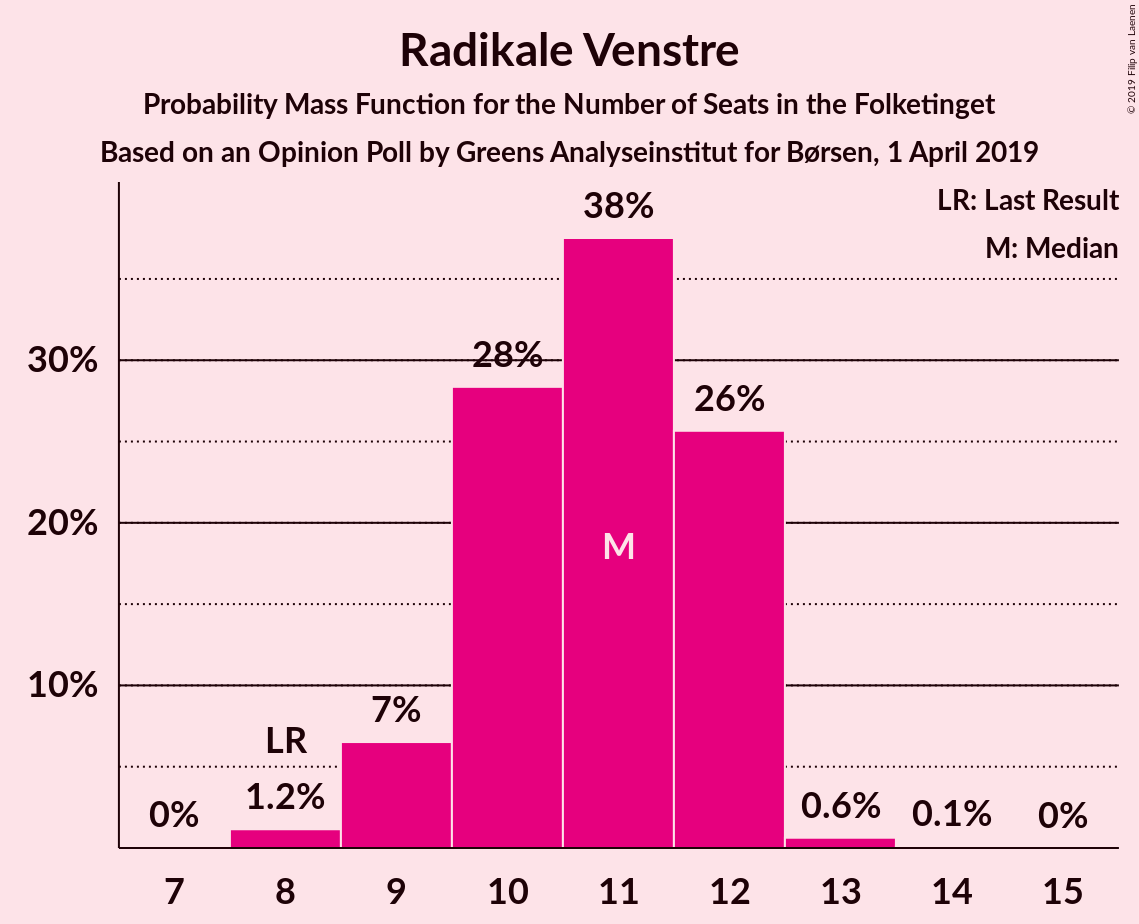 Radikale Venstre
Probability Mass Function for the Number of Seats in the Folketinget
Based on an Opinion Poll by Greens Analyseinstitut for Børsen, 1 April 2019
© 2019 Filip van Laenen
LR: Last Result
M: Median
38%
30%
28%
26%
20%
M
10%
7%
LR
1.2%
0%
0.6%
0.1%
0%
7 8 9 10 11 12 13 14 15